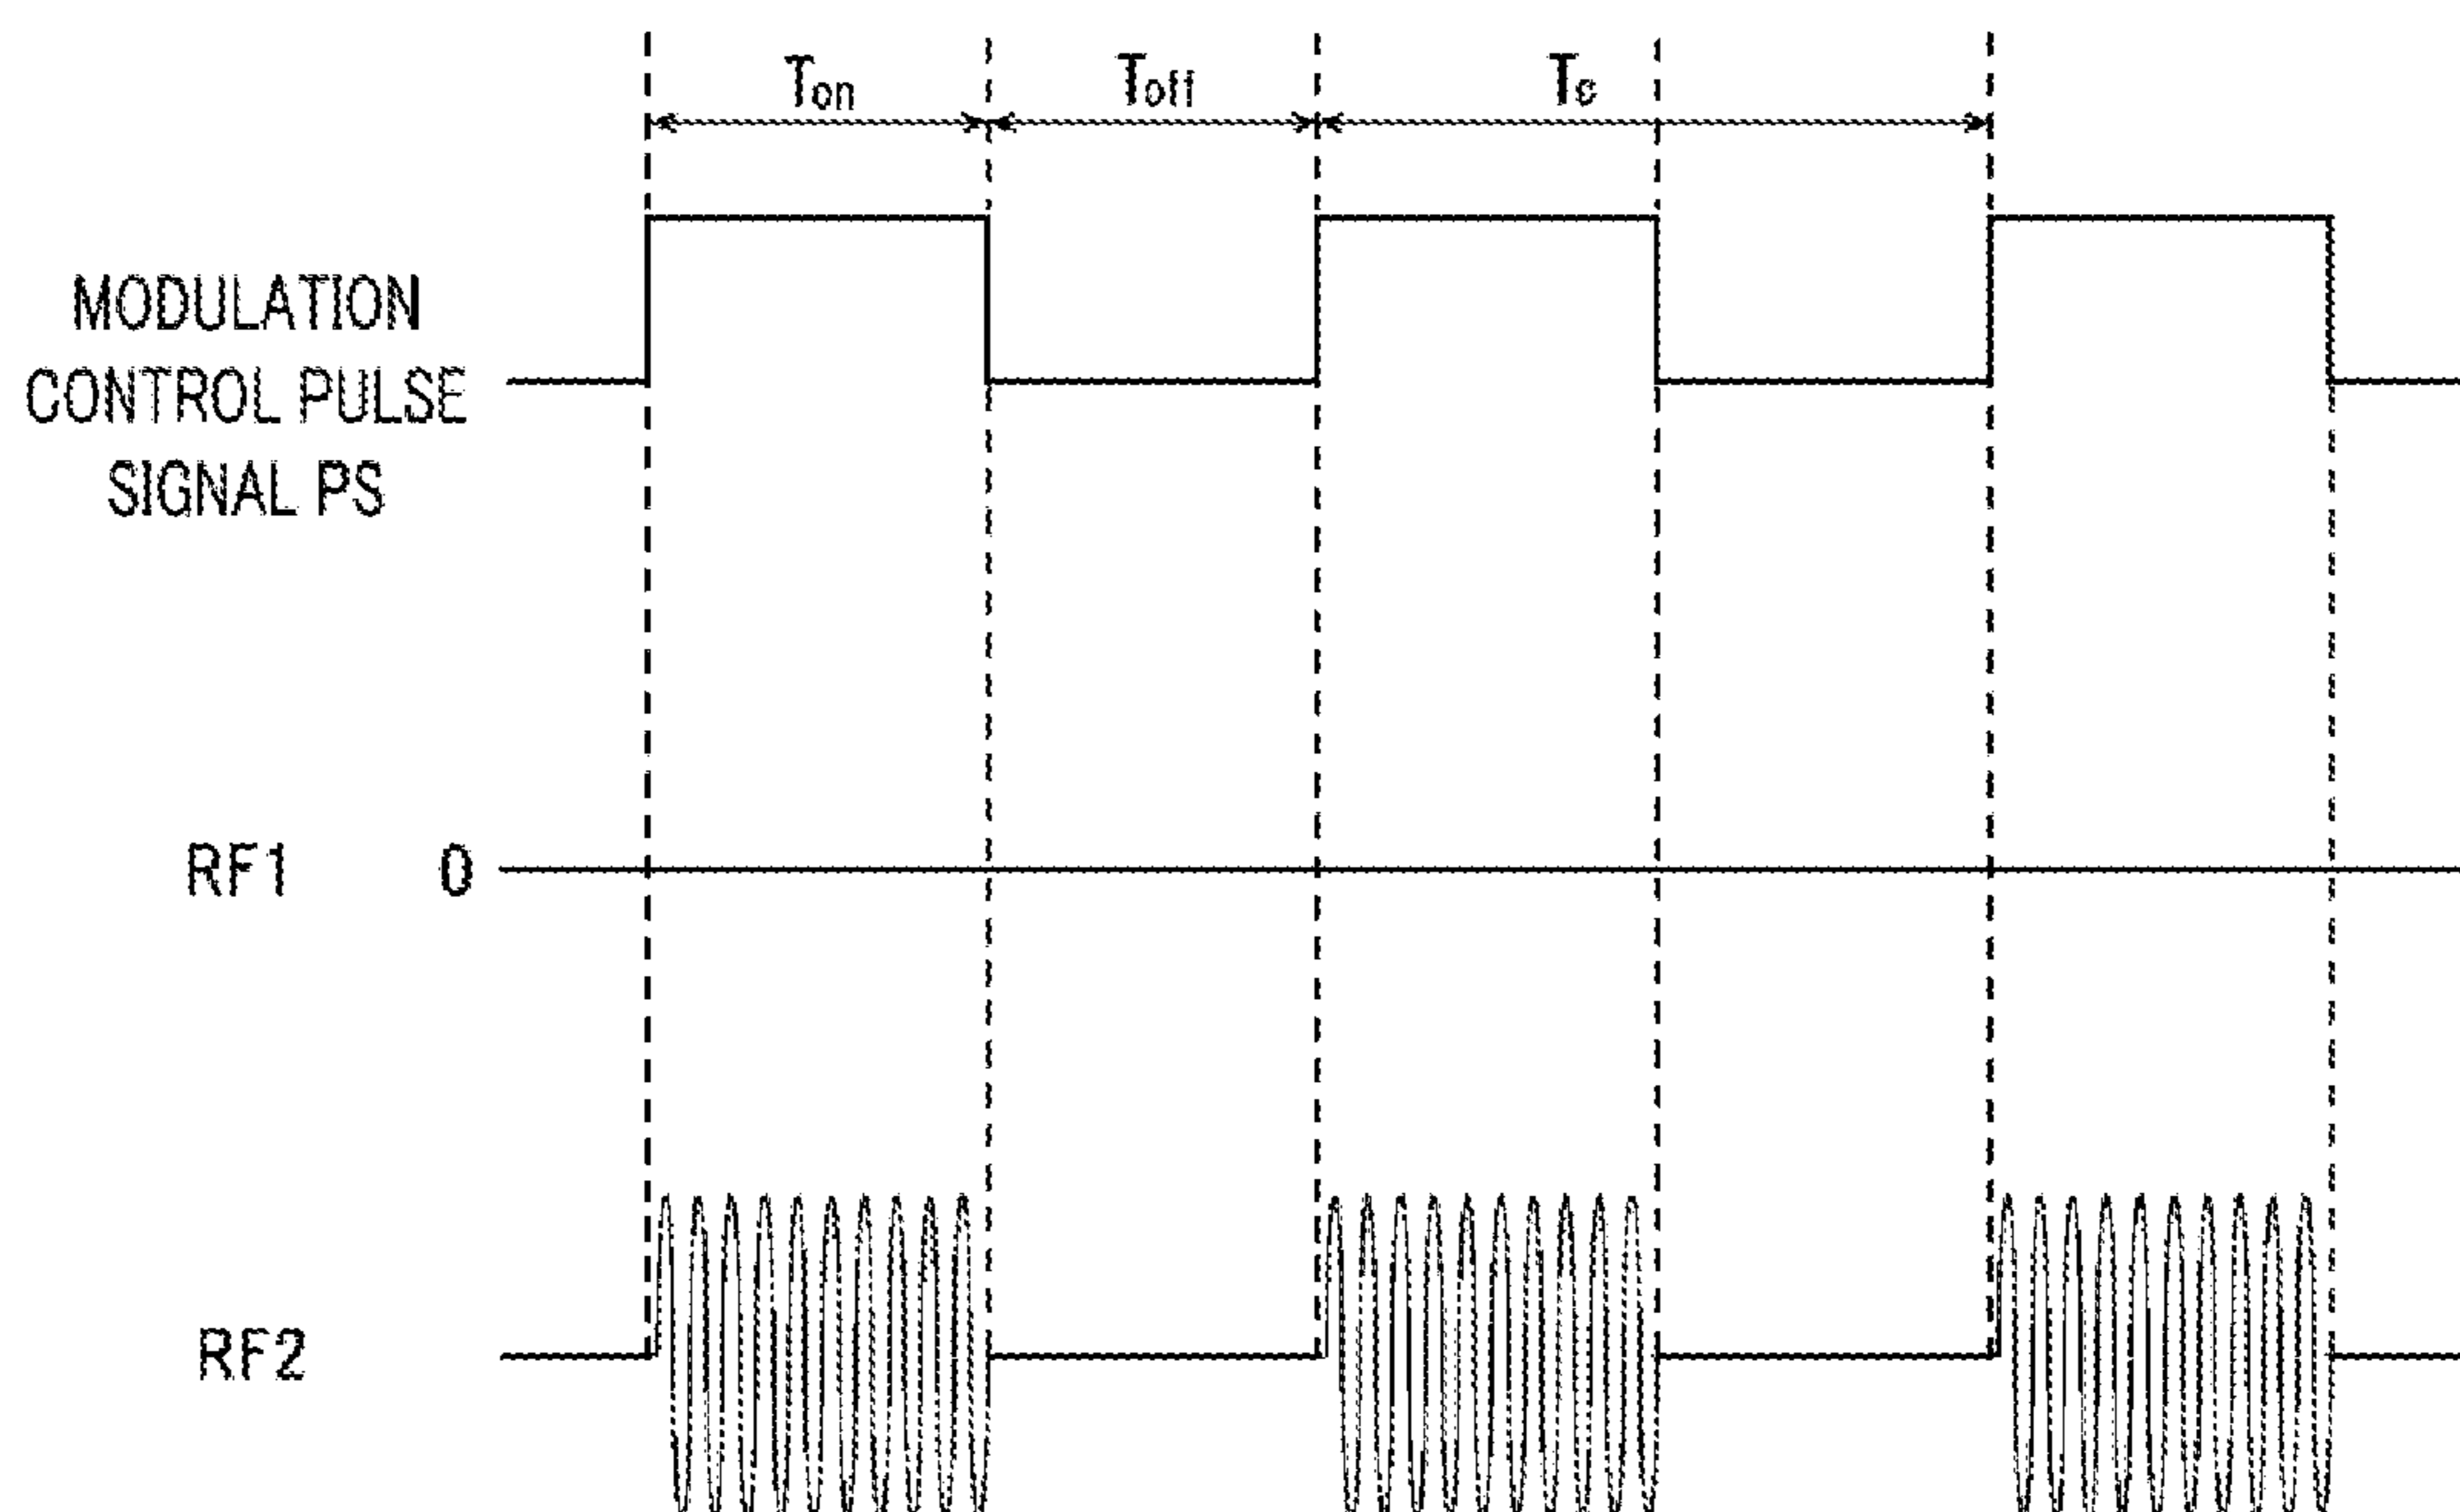 Ton Toff Tc
MODULATION
CONTROL PULSE
SIGNAL PS
RF1 0
RF2